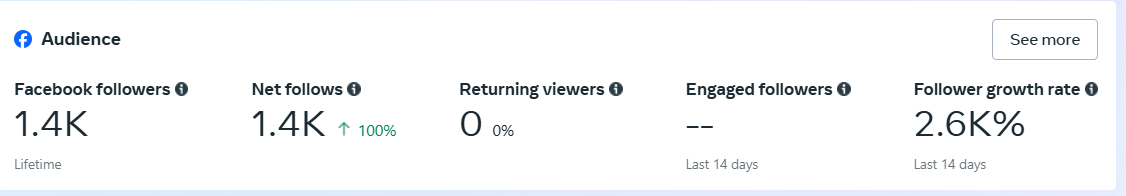 Audience
See more
Facebook followers
1.4K
Lifetime
Net follows
1.4K ↑ 100%
Returning viewers
0 0%
Engaged followers
--
Last 14 days
Follower growth rate
2.6K%
Last 14 days